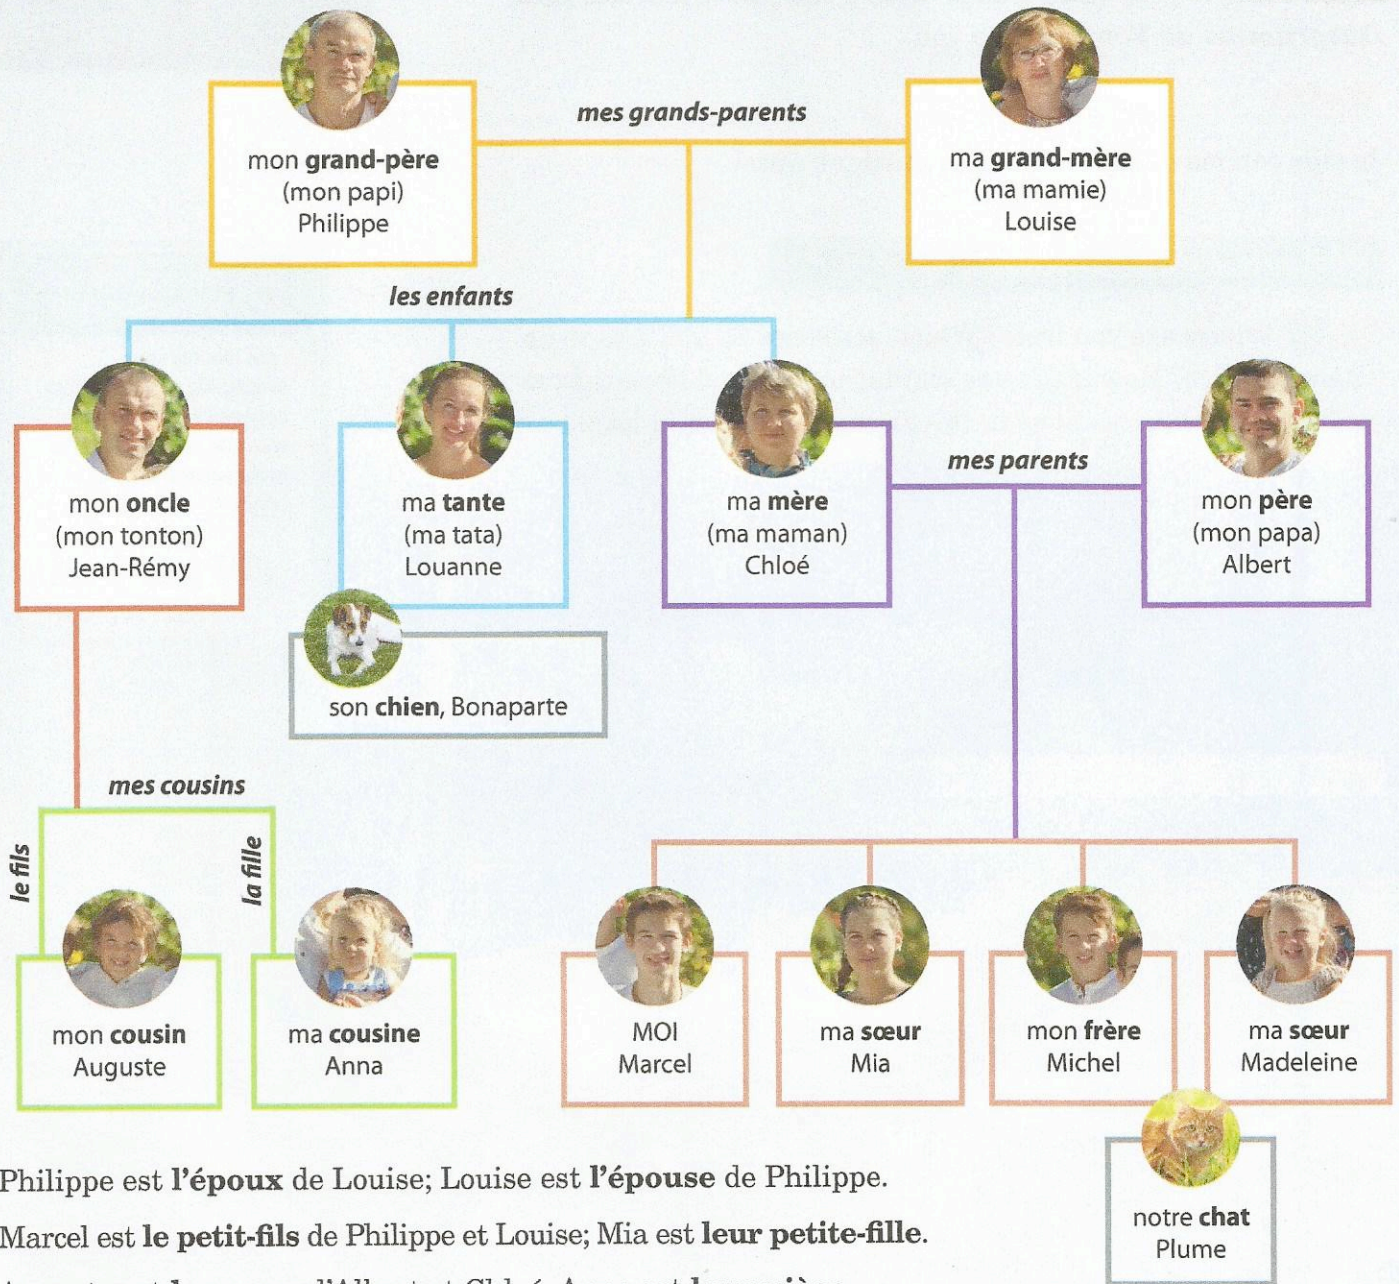 mes grands-parents
mon grand-père
(mon papi)
Philippe
ma grand-mère
(ma mamie)
Louise
les enfants
mon oncle
(mon tonton)
Jean-Rémy
ma tante
(ma tata)
Louanne
ma mère
(ma maman)
Chloé
mes parents
mon père
(mon papa)
Albert
son chien, Bonaparte
mes cousins
le fils
la fille
mon cousin
Auguste
ma cousine
Anna
MOI
Marcel
ma sœur
Mia
mon frère
Michel
ma sœur
Madeleine
notre chat
Plume
Philippe est l'époux de Louise; Louise est l'épouse de Philippe.
Marcel est le petit-fils de Philippe et Louise; Mia est leur petite-fille.